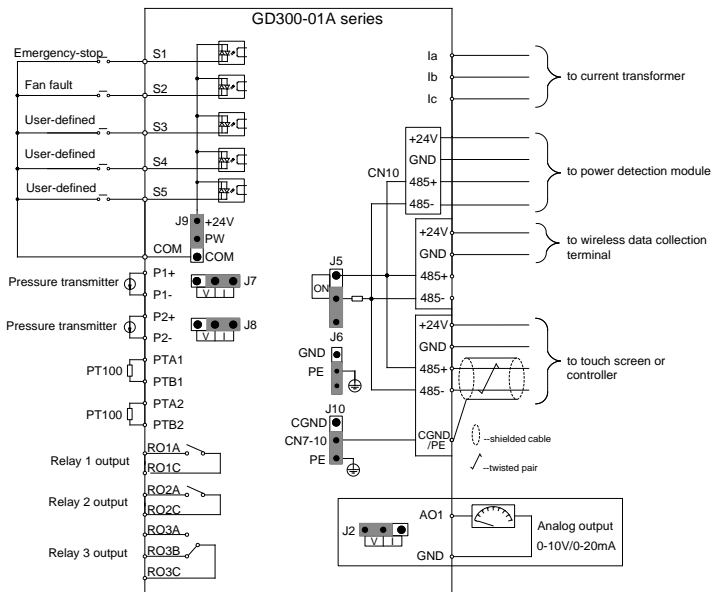 GD300-01A series
Emergency-stop
S1
Fan fault
S2
User-defined
S3
User-defined
S4
User-defined
S5
J9
+24V
PW
COM
COM
Pressure transmitter
P1+
P1-
J7
V I
Pressure transmitter
P2+
P2-
J8
V I
PT100
PTA1
PTB1
PT100
PTA2
PTB2
Relay 1 output
RO1A
RO1C
Relay 2 output
RO2A
RO2C
Relay 3 output
RO3A
RO3B
RO3C
Ia
Ib
Ic
to current transformer
CN10
+24V
GND
485+
485-
to power detection module
+24V
GND
485+
485-
to wireless data collection
terminal
J5
ON
J6
GND
PE
+24V
GND
485+
485-
CGND
/PE
to touch screen or
controller
J10
CGND
CN7-10
PE
--shielded cable
--twisted pair
J2
V I
AO1
GND
Analog output
0-10V/0-20mA